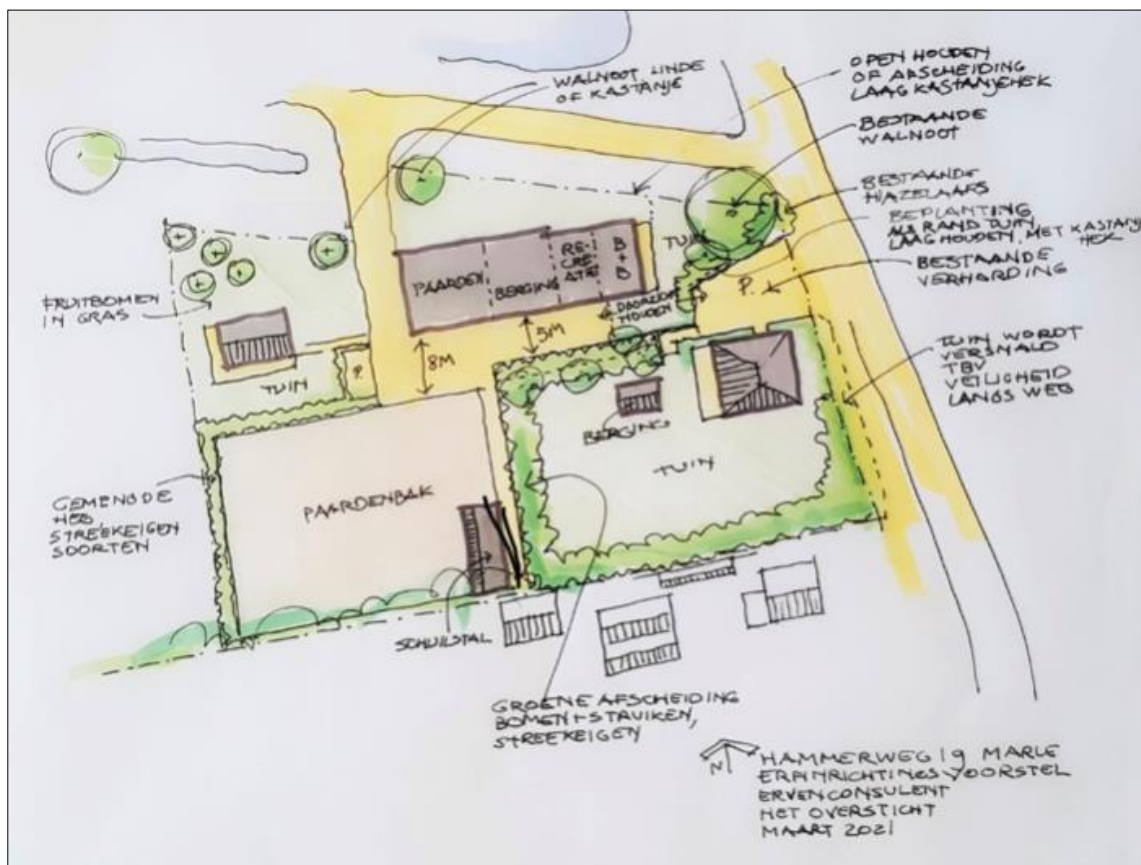 WALNOOT LINDE
OF KASTANJE
OPEN HOUDEN
OF AFSCHEIDING
LAAG KASTANJEHEK
BESTAANDE
WALNOOT
BESTAANDE
HAZELAARS
BEPLANTING
ALS RAND TUIN
LAAG HOUDEN, MET KASTANJE
HEK
BESTAANDE
VERHARDING
TUIN WORDT
VERSMALD
TBV
VEILIGHEID
LANGS WEG
FRUITBOMEN
IN GRAS
TUIN
P.
PAARDEN
BERGING
RE-
CRE-
ATIE
B
+
B
TUIN
HOUDEN
P.
8M
5M
BERGING
TUIN
PAARDENBAK
GEMENGDE
HEG
STREEKEIGEN
SOORTEN
SCHUILSTAL
GROENE AFSCHEIDING
BOMEN + STRUIKEN,
STREEKEIGEN
N
HAMMERWEG 19 MARLE
ERFINRICHTINGSVOORSTEL
ERVENCONSULENT
HET OVERSTICHT
MAART 2021